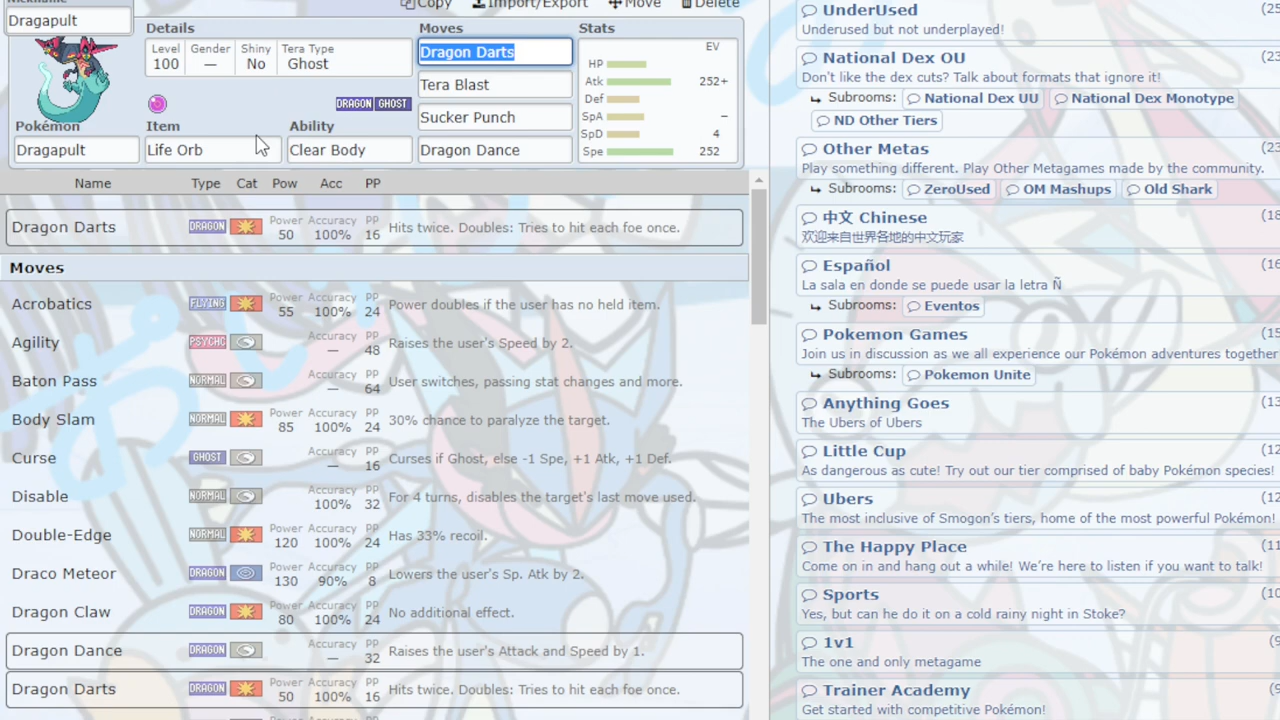 Nickname
Dragapult
Copy Import/Export Move Delete
Details
Level
100
Gender
—
Shiny
No
Tera Type
Ghost
DRAGON GHOST
Pokémon
Dragapult
Item
Life Orb
Ability
Clear Body
Moves
Dragon Darts
Tera Blast
Sucker Punch
Dragon Dance
Stats
EV
HP
Atk 252+
Def
SpA –
SpD 4
Spe 252
Name Type Cat Pow Acc PP
Dragon Darts DRAGON Power 50 Accuracy 100% PP 16 Hits twice. Doubles: Tries to hit each foe once.
Moves
Acrobatics FLYING Power 55 Accuracy 100% PP 24 Power doubles if the user has no held item.
Agility PSYCHC Accuracy — PP 48 Raises the user's Speed by 2.
Baton Pass NORMAL Accuracy — PP 64 User switches, passing stat changes and more.
Body Slam NORMAL Power 85 Accuracy 100% PP 24 30% chance to paralyze the target.
Curse GHOST Accuracy — PP 16 Curses if Ghost, else -1 Spe, +1 Atk, +1 Def.
Disable NORMAL Accuracy 100% PP 32 For 4 turns, disables the target's last move used.
Double-Edge NORMAL Power 120 Accuracy 100% PP 24 Has 33% recoil.
Draco Meteor DRAGON Power 130 Accuracy 90% PP 8 Lowers the user's Sp. Atk by 2.
Dragon Claw DRAGON Power 80 Accuracy 100% PP 24 No additional effect.
Dragon Dance DRAGON Accuracy — PP 32 Raises the user's Attack and Speed by 1.
Dragon Darts DRAGON Power 50 Accuracy 100% PP 16 Hits twice. Doubles: Tries to hit each foe once.
UnderUsed (25
Underused but not underplayed!
National Dex OU (23
Don't like the dex cuts? Talk about formats that ignore it!
Subrooms: National Dex UU National Dex Monotype
ND Other Tiers
Other Metas (23
Play something different. Play Other Metagames made by the community.
Subrooms: ZeroUsed OM Mashups Old Shark
中文 Chinese (18
欢迎来自世界各地的中文玩家
Español (16
La sala en donde se puede usar la letra Ñ
Subrooms: Eventos
Pokemon Games (15
Join us in discussion as we all experience our Pokémon adventures together
Subrooms: Pokemon Unite
Anything Goes (13
The Ubers of Ubers
Little Cup (12
As dangerous as cute! Try out our tier comprised of baby Pokémon species!
Ubers (12
The most inclusive of Smogon's tiers, home of the most powerful Pokémon!
The Happy Place (11
Come on in and hang out a while! We're here to listen if you want to talk!
Sports (10
Yes, but can he do it on a cold rainy night in Stoke?
1v1 (9
The one and only metagame
Trainer Academy (9
Get started with competitive Pokémon!